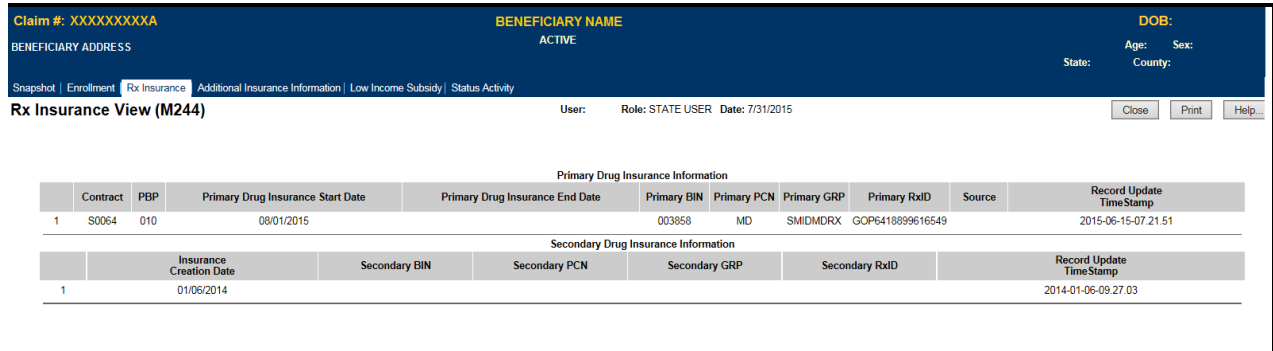 Claim #: XXXXXXXXXA BENEFICIARY NAME DOB:
BENEFICIARY ADDRESS ACTIVE Age: Sex:
State: County:
Snapshot | Enrollment | Rx Insurance | Additional Insurance Information | Low Income Subsidy | Status Activity
Rx Insurance View (M244) User: Role: STATE USER Date: 7/31/2015 Close Print Help...
Primary Drug Insurance Information
Contract PBP Primary Drug Insurance Start Date Primary Drug Insurance End Date Primary BIN Primary PCN Primary GRP Primary RxID Source Record Update TimeStamp
1 S0064 010 08/01/2015 003858 MD SMIDMDRX GOP6418899616549 2015-06-15-07.21.51
Secondary Drug Insurance Information
Insurance Creation Date Secondary BIN Secondary PCN Secondary GRP Secondary RxID Record Update TimeStamp
1 01/06/2014 2014-01-06-09.27.03